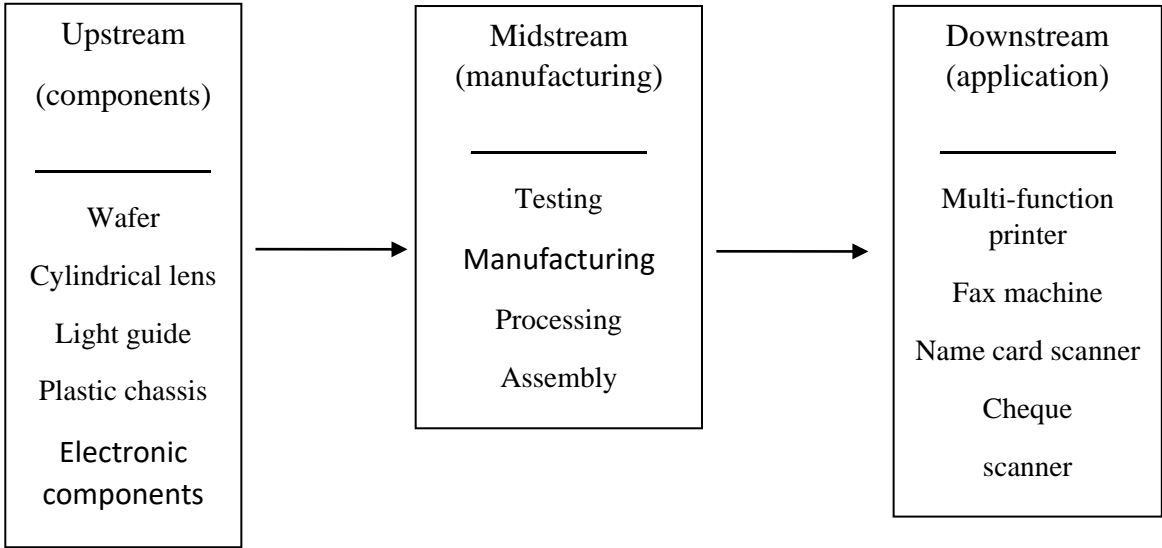 Upstream
(components)
Wafer
Cylindrical lens
Light guide
Plastic chassis
Electronic
components
Midstream
(manufacturing)
Testing
Manufacturing
Processing
Assembly
Downstream
(application)
Multi-function
printer
Fax machine
Name card scanner
Cheque
scanner